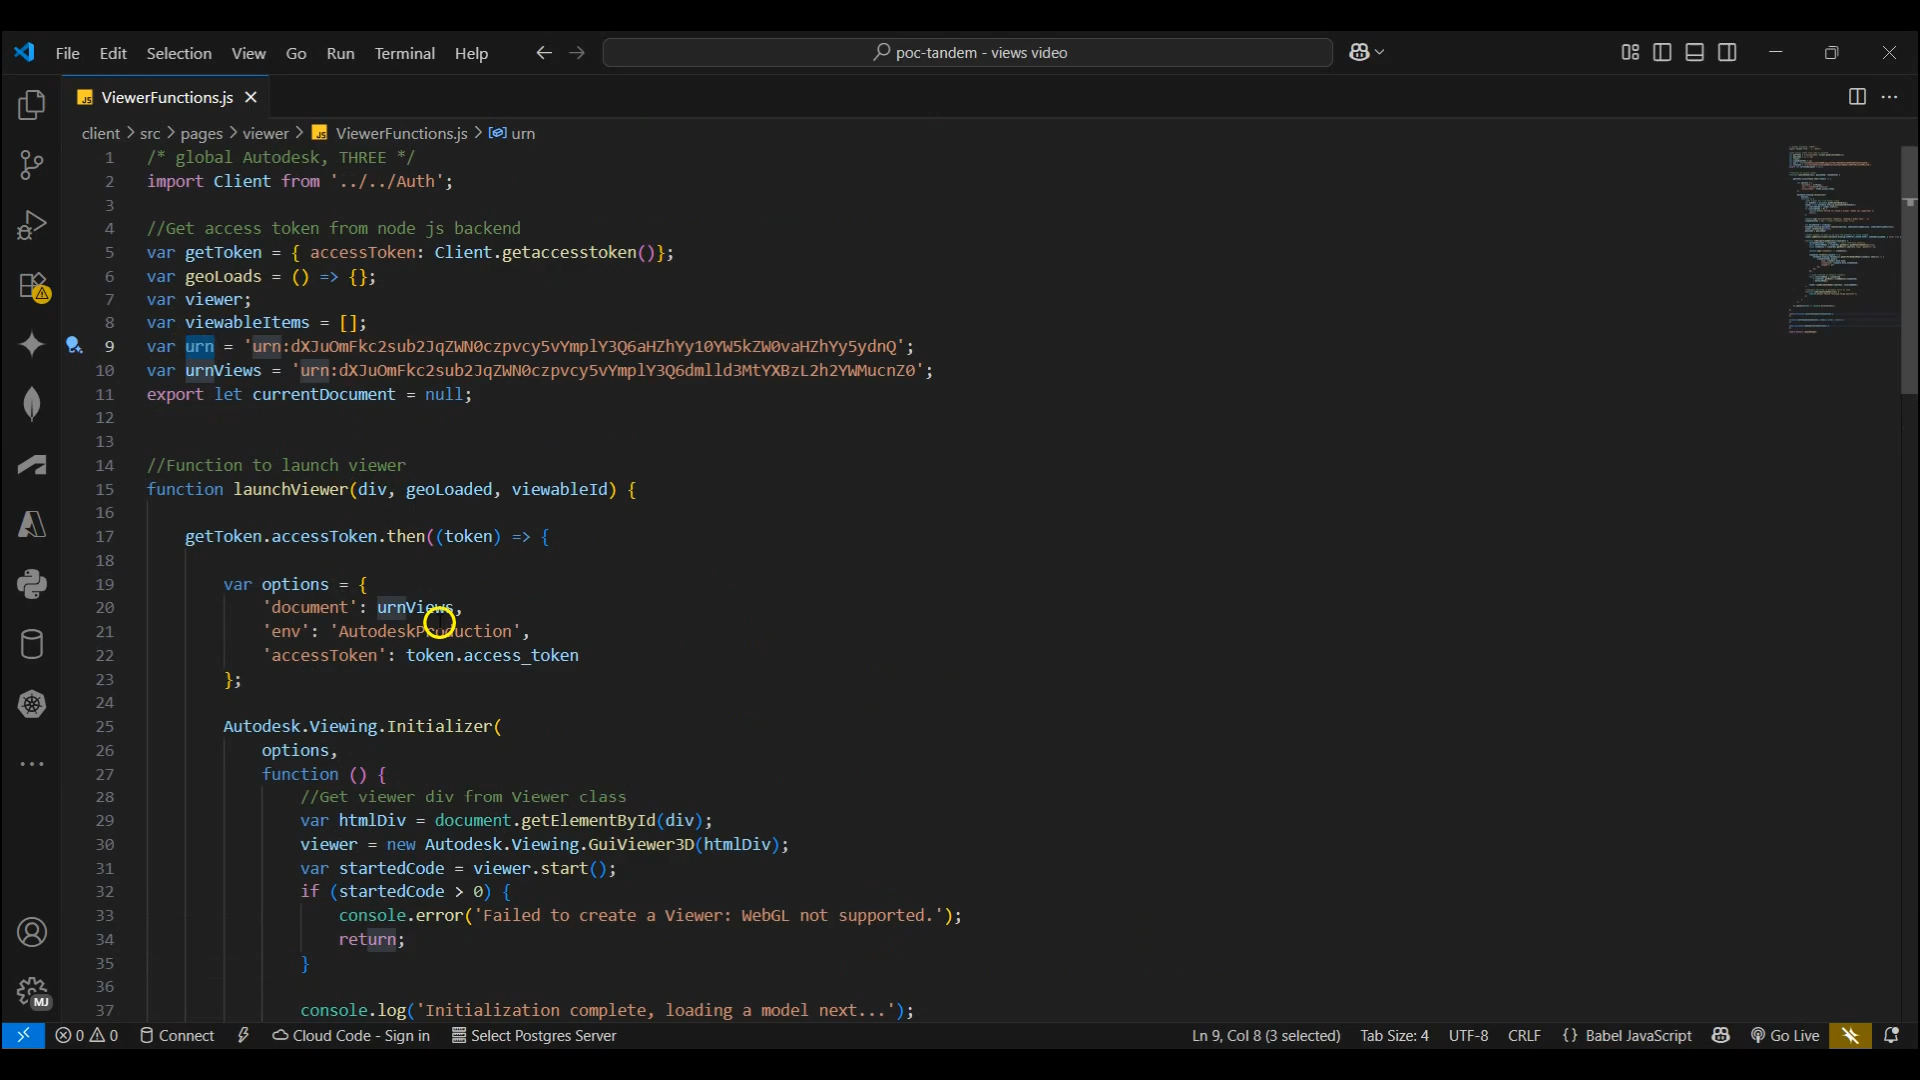 File Edit Selection View Go Run Terminal Help
poc-tandem - views video
JS ViewerFunctions.js
client > src > pages > viewer > JS ViewerFunctions.js > urn
1 /* global Autodesk, THREE */
2 import Client from '../../Auth';
3
4 //Get access token from node js backend
5 var getToken = { accessToken: Client.getaccesstoken()};
6 var geoLoads = () => {};
7 var viewer;
8 var viewableItems = [];
9 var urn = 'urn:dXJuOmFkc2sub2JqZWN0czpvcy5vYmplY3Q6aHZhYy10YW5kZW0vaHZhYy5ydnQ';
10 var urnViews = 'urn:dXJuOmFkc2sub2JqZWN0czpvcy5vYmplY3Q6dmlld3MtYXBzL2h2YWMucnZ0';
11 export let currentDocument = null;
12
13
14 //Function to launch viewer
15 function launchViewer(div, geoLoaded, viewableId) {
16
17 getToken.accessToken.then((token) => {
18
19 var options = {
20 'document': urnViews,
21 'env': 'AutodeskProduction',
22 'accessToken': token.access_token
23 };
24
25 Autodesk.Viewing.Initializer(
26 options,
27 function () {
28 //Get viewer div from Viewer class
29 var htmlDiv = document.getElementById(div);
30 viewer = new Autodesk.Viewing.GuiViewer3D(htmlDiv);
31 var startedCode = viewer.start();
32 if (startedCode > 0) {
33 console.error('Failed to create a Viewer: WebGL not supported.');
34 return;
35 }
36
37 console.log('Initialization complete, loading a model next...');
MJ
0 0 Connect Cloud Code - Sign in Select Postgres Server Ln 9, Col 8 (3 selected) Tab Size: 4 UTF-8 CRLF {} Babel JavaScript Go Live